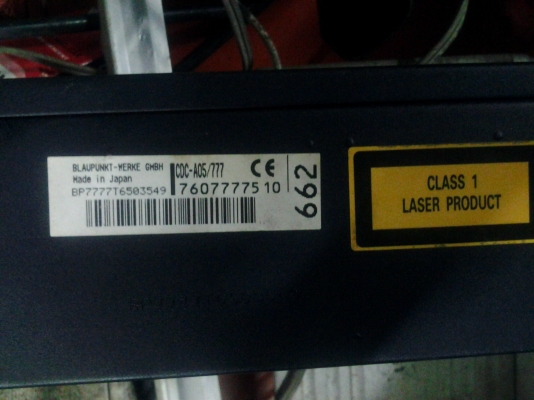 BLAUPUNKT-WERKE GMBH
Made in Japan
BP7777T6503549
CDC-A05/777 CE
7607777510
662
CLASS 1
LASER PRODUCT